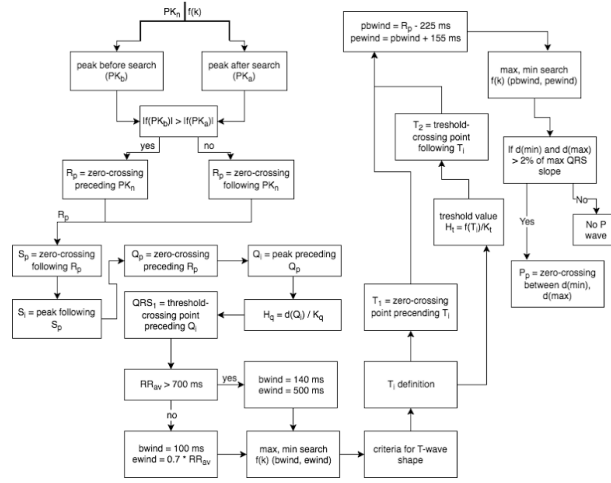 PKn f(k)
peak before search
(PKb)
peak after search
(PKa)
|f(PKb)| > |f(PKa)|
yes
no
Rp = zero-crossing
preceding PKn
Rp = zero-crossing
following PKn
Rp
Sp = zero-crossing
following Rp
Qp = zero-crossing
preceding Rp
Qi = peak preceding
Qp
Si = peak following
Sp
QRS1 = threshold-
crossing point
preceding Qi
Hq = d(Qi) / Kq
RRav > 700 ms
yes
bwind = 140 ms
ewind = 500 ms
no
bwind = 100 ms
ewind = 0.7 * RRav
max, min search
f(k) (bwind, ewind)
criteria for T-wave
shape
Ti definition
T1 = zero-crossing
point precending Ti
treshold value
Ht = f(Ti)/Kt
T2 = treshold-
crossing point
following Ti
pbwind = Rp - 225 ms
pewind = pbwind + 155 ms
max, min search
f(k) (pbwind, pewind)
If d(min) and d(max)
> 2% of max QRS
slope
No
Yes
No P
wave
Pp = zero-crossing
between d(min),
d(max)